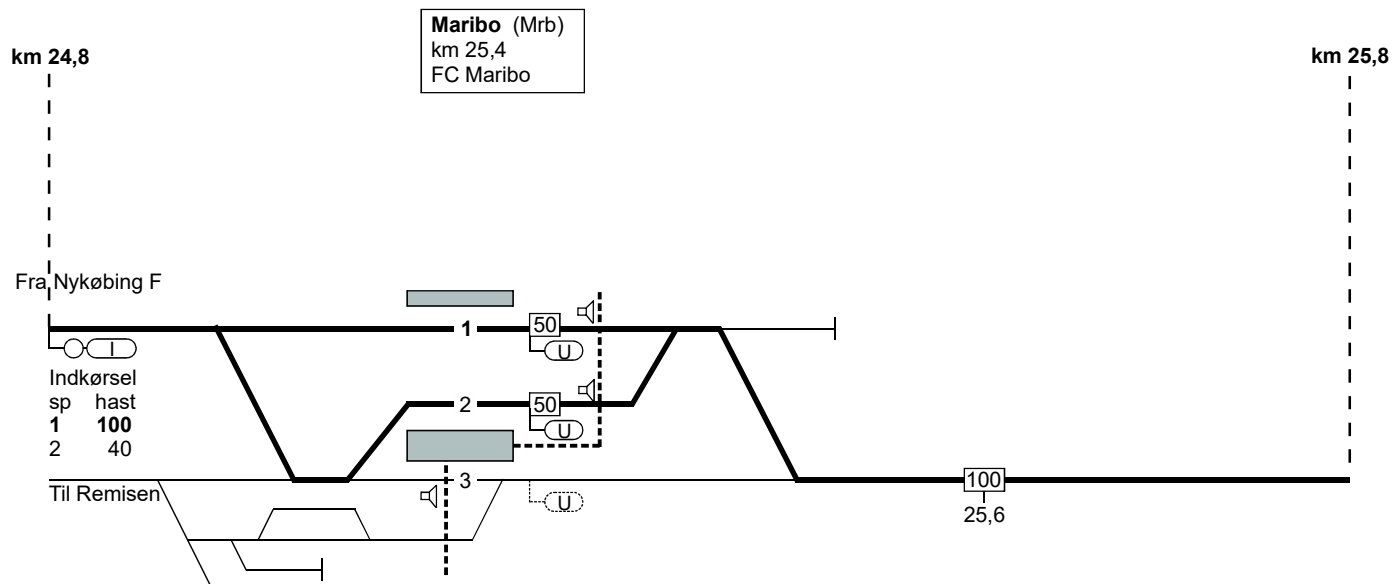 Maribo (Mrb)
km 25,4
FC Maribo
km 24,8
km 25,8
Fra Nykøbing F
1
50
I
U
Indkørsel
sp hast
1 100
2 40
2
50
U
3
Til Remisen
U
100
25,6